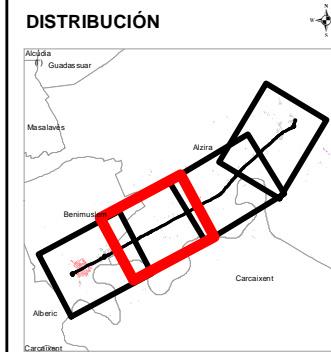 DISTRIBUCIÓN
N
W
S
Alcúdia
Guadassuar
Masalavés
Alzira
Benimuslem
Carcaixent
Alberic
Carcaixent